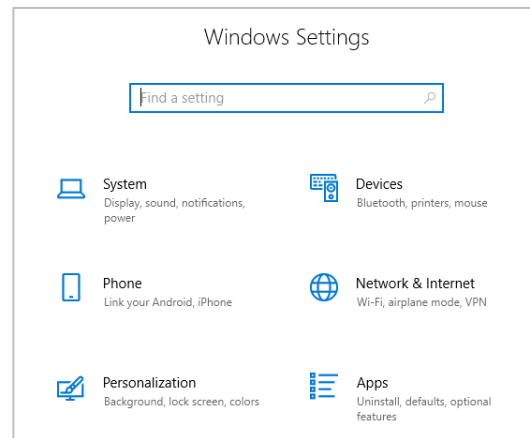 Windows Settings
Find a setting
System
Display, sound, notifications,
power
Devices
Bluetooth, printers, mouse
Phone
Link your Android, iPhone
Network & Internet
Wi-Fi, airplane mode, VPN
Personalization
Background, lock screen, colors
Apps
Uninstall, defaults, optional
features